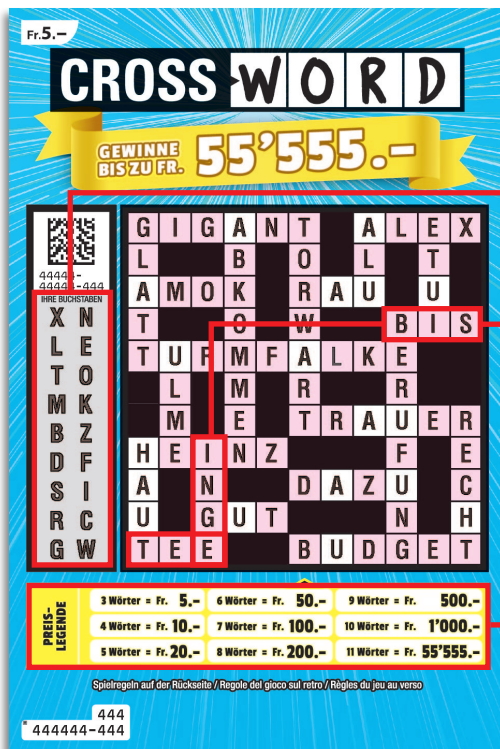 Fr.5.–
CROSS WORD
GEWINNE
BIS ZU FR. 55'555.–
44444-
44444-444
IHRE BUCHSTABEN
X N
L E
T O
M K
B Z
D F
S I
R C
G W
G I G A N T A L E X
L B O L T
A M O K R A U U
T O W B I S
T U R M F A L K E E
L M R R
M E T R A U E R
H E I N Z F E
A N D A Z U C
U G U T N H
T E E B U D G E T
PREIS-
LEGENDE
3 Wörter = Fr. 5.– 6 Wörter = Fr. 50.– 9 Wörter = Fr. 500.–
4 Wörter = Fr. 10.– 7 Wörter = Fr. 100.– 10 Wörter = Fr. 1'000.–
5 Wörter = Fr. 20.– 8 Wörter = Fr. 200.– 11 Wörter = Fr. 55'555.–
Spielregeln auf der Rückseite / Regole del gioco sul retro / Règles du jeu au verso
444
444444-444